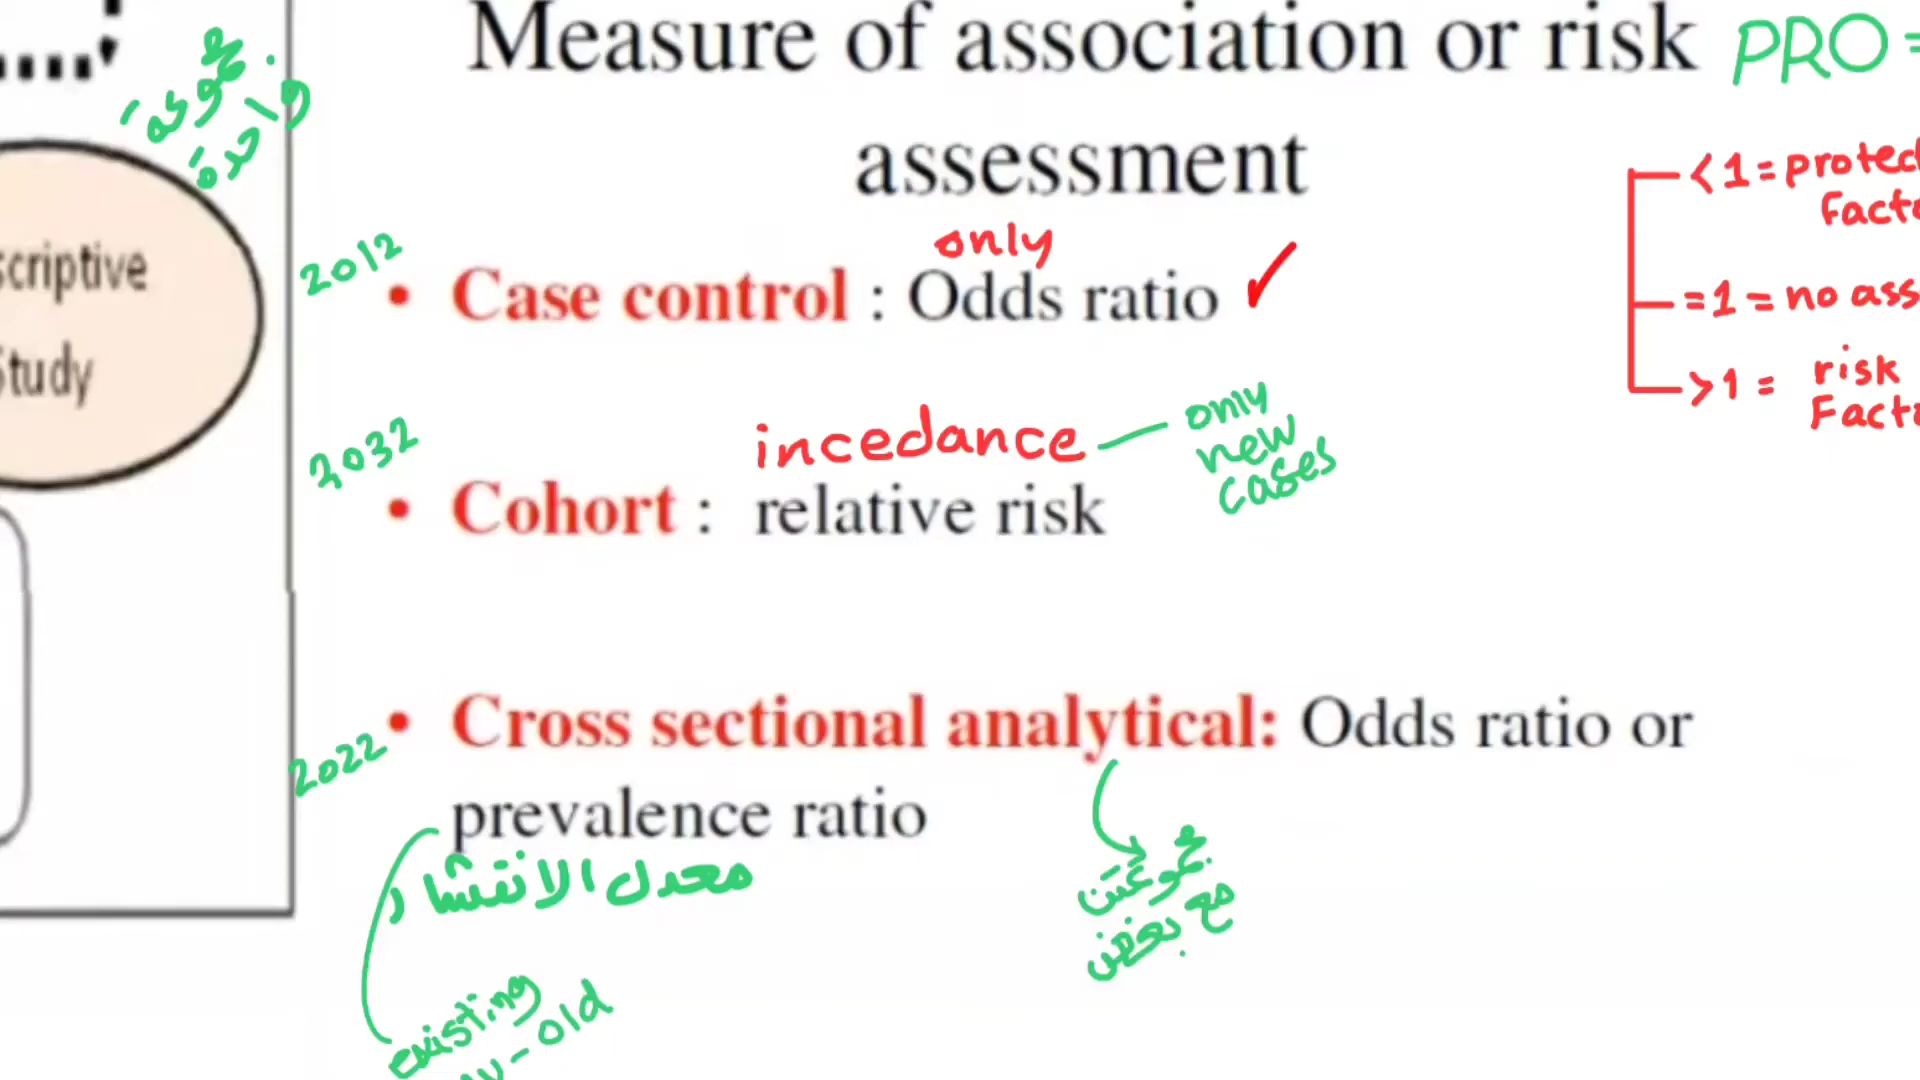 Measure of association or risk
assessment
PRO =
< 1 = protec
Facto
= 1 = no ass
> 1 = risk
Facto
مجموعة
واحدة
scriptive
Study
2012
only
• Case control : Odds ratio ✓
2032
incedance — only
new
cases
• Cohort : relative risk
2022
• Cross sectional analytical: Odds ratio or
prevalence ratio
معدل الانتشار
مجموعتين
مع بعض
existing
old